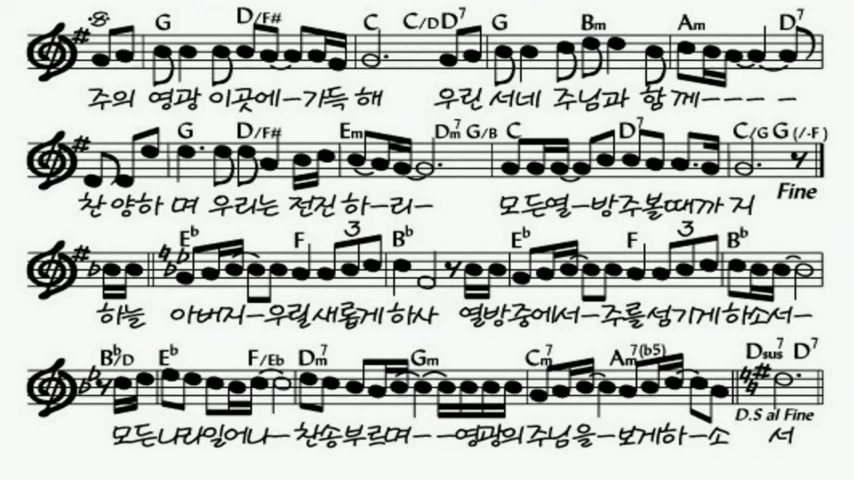 G D/F# C C/D D7 G Bm Am D7
주의 영광 이곳에-가득 해 우린 서네 주님과 함 께---- -
G D/F# Em Dm7 G/B C D7 C/G G (/-F)
찬 양하 며 우리는 전진 하-리- 모든열-방주볼때까 지
Fine
Eb F 3 Bb Eb F 3 Bb
하늘 아버지-우릴새롭게하사 열방중에서-주를섬기게하소서-
Bb/D Eb F/Eb Dm7 Gm Cm7 Am7(b5) Dsus7 D7
D.S al Fine
모든나라일어나- 찬송부르며--영광의주님을-보게하-소 서